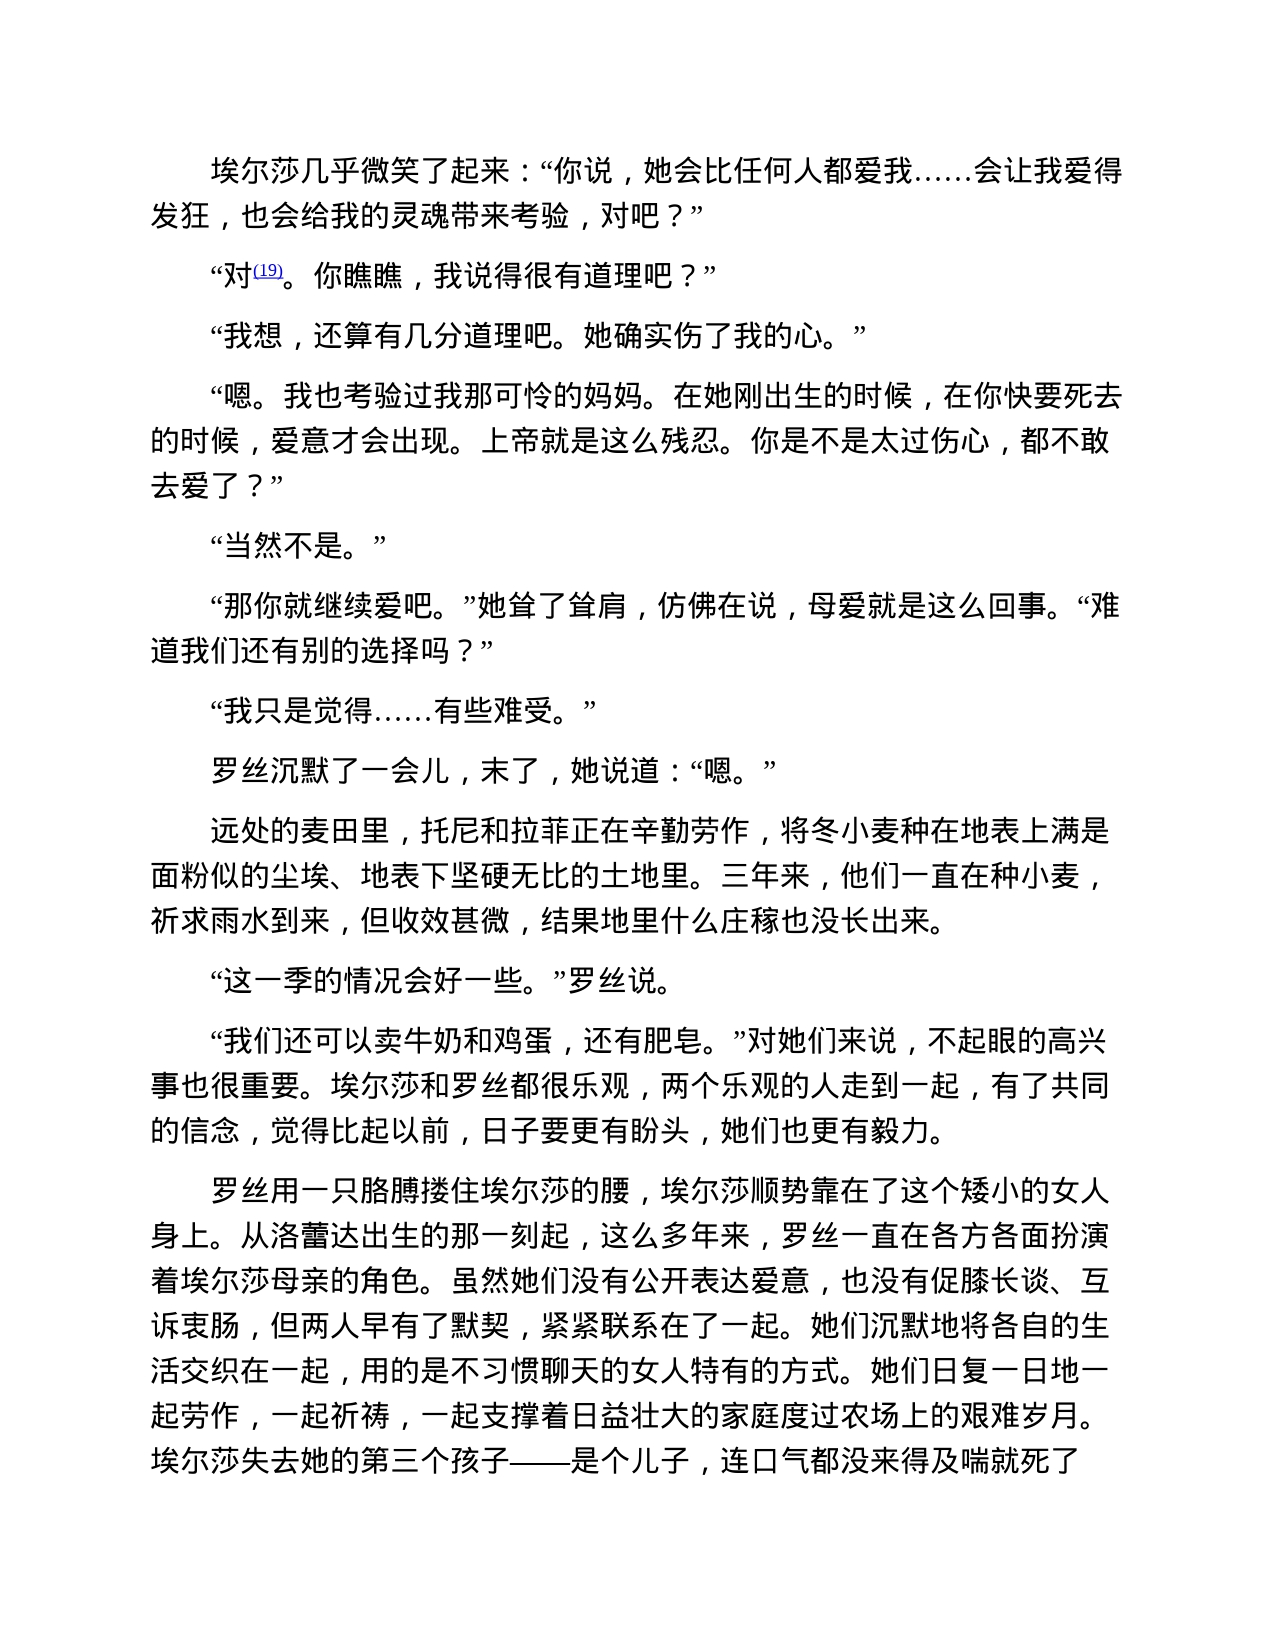 埃尔莎几乎微笑了起来：“你说，她会比任何人都爱我……会让我爱得
发狂，也会给我的灵魂带来考验，对吧？”
“对(19)。你瞧瞧，我说得很有道理吧？”
“我想，还算有几分道理吧。她确实伤了我的心。”
“嗯。我也考验过我那可怜的妈妈。在她刚出生的时候，在你快要死去
的时候，爱意才会出现。上帝就是这么残忍。你是不是太过伤心，都不敢
去爱了？”
“当然不是。”
“那你就继续爱吧。”她耸了耸肩，仿佛在说，母爱就是这么回事。“难
道我们还有别的选择吗？”
“我只是觉得……有些难受。”
罗丝沉默了一会儿，末了，她说道：“嗯。”
远处的麦田里，托尼和拉菲正在辛勤劳作，将冬小麦种在地表上满是
面粉似的尘埃、地表下坚硬无比的土地里。三年来，他们一直在种小麦，
祈求雨水到来，但收效甚微，结果地里什么庄稼也没长出来。
“这一季的情况会好一些。”罗丝说。
“我们还可以卖牛奶和鸡蛋，还有肥皂。”对她们来说，不起眼的高兴
事也很重要。埃尔莎和罗丝都很乐观，两个乐观的人走到一起，有了共同
的信念，觉得比起以前，日子要更有盼头，她们也更有毅力。
罗丝用一只胳膊搂住埃尔莎的腰，埃尔莎顺势靠在了这个矮小的女人
身上。从洛蕾达出生的那一刻起，这么多年来，罗丝一直在各方各面扮演
着埃尔莎母亲的角色。虽然她们没有公开表达爱意，也没有促膝长谈、互
诉衷肠，但两人早有了默契，紧紧联系在了一起。她们沉默地将各自的生
活交织在一起，用的是不习惯聊天的女人特有的方式。她们日复一日地一
起劳作，一起祈祷，一起支撑着日益壮大的家庭度过农场上的艰难岁月。
埃尔莎失去她的第三个孩子——是个儿子，连口气都没来得及喘就死了